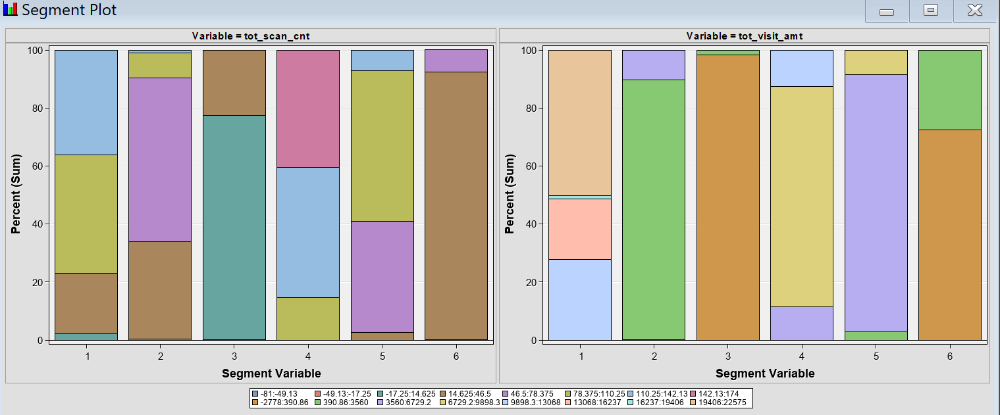 Segment Plot
Variable = tot_scan_cnt
100
80
60
40
20
0
Percent (Sum)
1 2 3 4 5 6
Segment Variable
Variable = tot_visit_amt
100
80
60
40
20
0
Percent (Sum)
1 2 3 4 5 6
Segment Variable
-81:-49.13 -49.13:-17.25 -17.25:14.625 14.625:46.5 46.5:78.375 78.375:110.25 110.25:142.13 142.13:174
-2778:390.86 390.86:3560 3560:6729.2 6729.2:9898.3 9898.3:13068 13068:16237 16237:19406 19406:22575